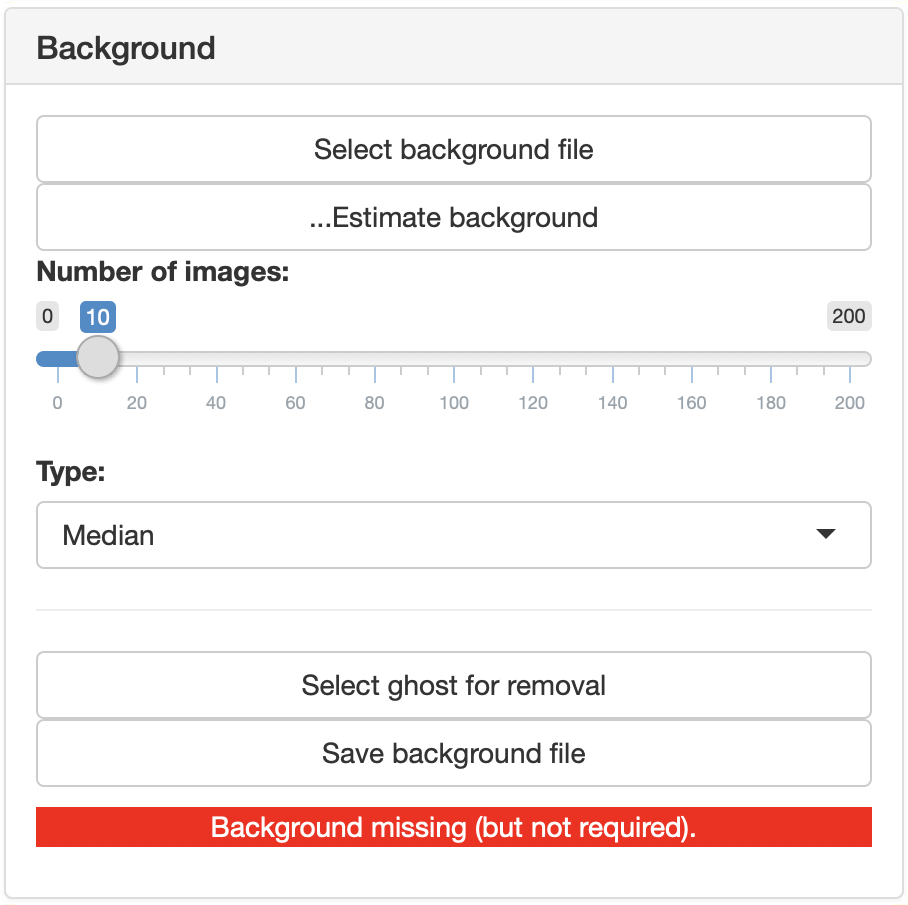 Background
Select background file
...Estimate background
Number of images:
0 10 200
0 20 40 60 80 100 120 140 160 180 200
Type:
Median
Select ghost for removal
Save background file
Background missing (but not required).